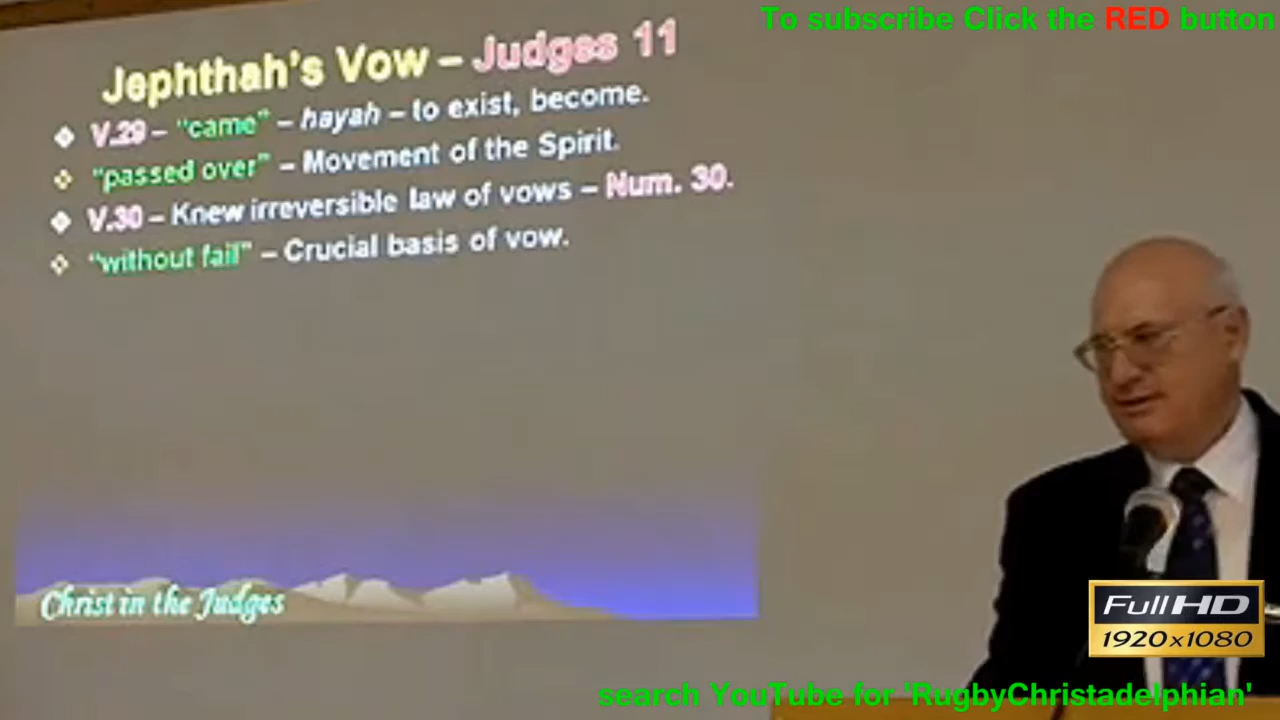 To subscribe Click the RED button
Jephthah's Vow – Judges 11
V.29 – "came" – hayah – to exist, become.
"passed over" – Movement of the Spirit.
V.30 – Knew irreversible law of vows – Num. 30.
"without fail" – Crucial basis of vow.
Christ in the Judges
Full HD
1920x1080
search YouTube for 'RugbyChristadelphian'